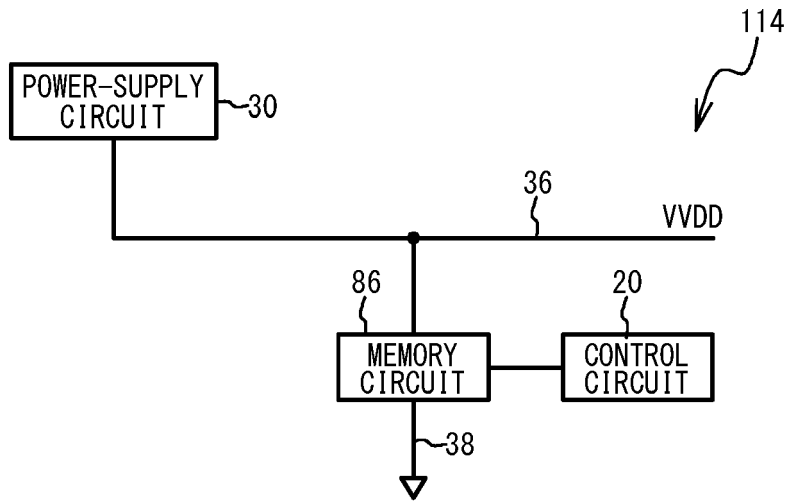 114
POWER-SUPPLY
CIRCUIT
30
36
VVDD
86
20
MEMORY
CIRCUIT
CONTROL
CIRCUIT
38